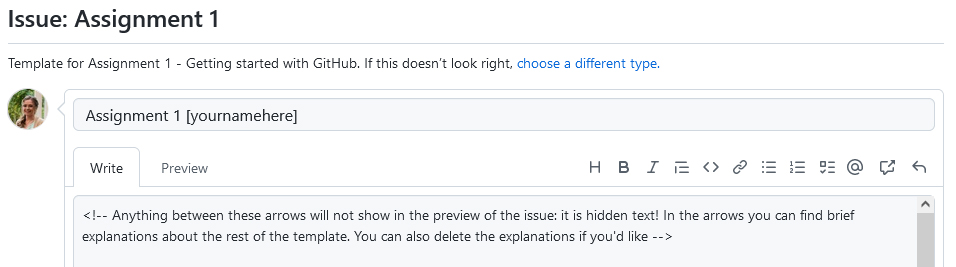 Issue: Assignment 1
Template for Assignment 1 - Getting started with GitHub. If this doesn't look right, choose a different type.
Assignment 1 [yournamehere]
Write Preview
<!-- Anything between these arrows will not show in the preview of the issue: it is hidden text! In the arrows you can find brief
explanations about the rest of the template. You can also delete the explanations if you'd like -->